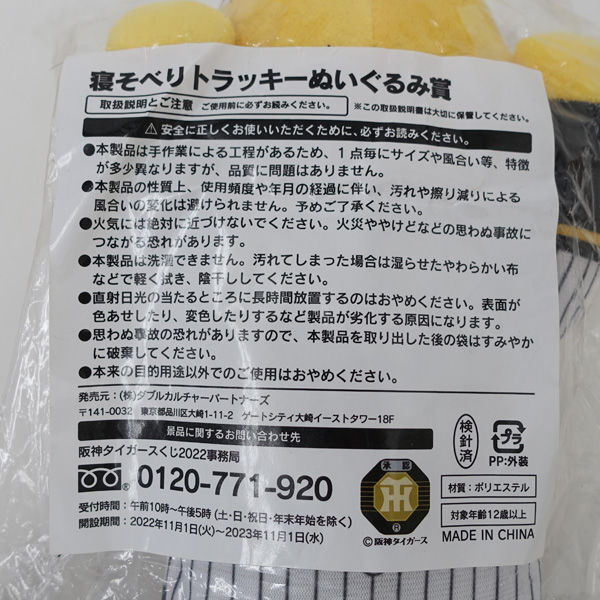 寝そべりトラッキーぬいぐるみ賞
取扱説明とご注意 ご使用前に必ずお読みください。 ※この取扱説明書は大切に保管してください。
⚠安全に正しくお使いいただくために、必ずお読みください。
●本製品は手作業による工程があるため、1点毎にサイズや風合い等、特徴
が多少異なりますが、品質に問題はありません。
●本製品の性質上、使用頻度や年月の経過に伴い、汚れや擦り減りによる
風合いの変化は避けられません。予めご了承ください。
●火気には絶対に近づけないでください。火災ややけどなどの思わぬ事故に
つながる恐れがあります。
●本製品は洗濯できません。汚れてしまった場合は湿らせたやわらかい布
などで軽く拭き、陰干ししてください。
●直射日光の当たるところに長時間放置するのはおやめください。表面が
色あせしたり、変色したりするなど製品が劣化する原因になります。
●思わぬ事故の恐れがありますので、本製品を取り出した後の袋はすみやか
に破棄してください。
●本来の目的用途以外でのご使用はおやめください。
発売元：(株)ダブルカルチャーパートナーズ
〒141-0032 東京都品川区大崎1-11-2 ゲートシティ大崎イーストタワー18F
景品に関するお問い合わせ先
阪神タイガースくじ2022事務局
0120-771-920
受付時間：午前10時～午後5時(土・日・祝日・年末年始を除く)
開設期間：2022年11月1日(火)～2023年11月1日(水)
承認
HT
®
©阪神タイガース
検針済
プラ
PP:外装
材質：ポリエステル
対象年齢12歳以上
MADE IN CHINA